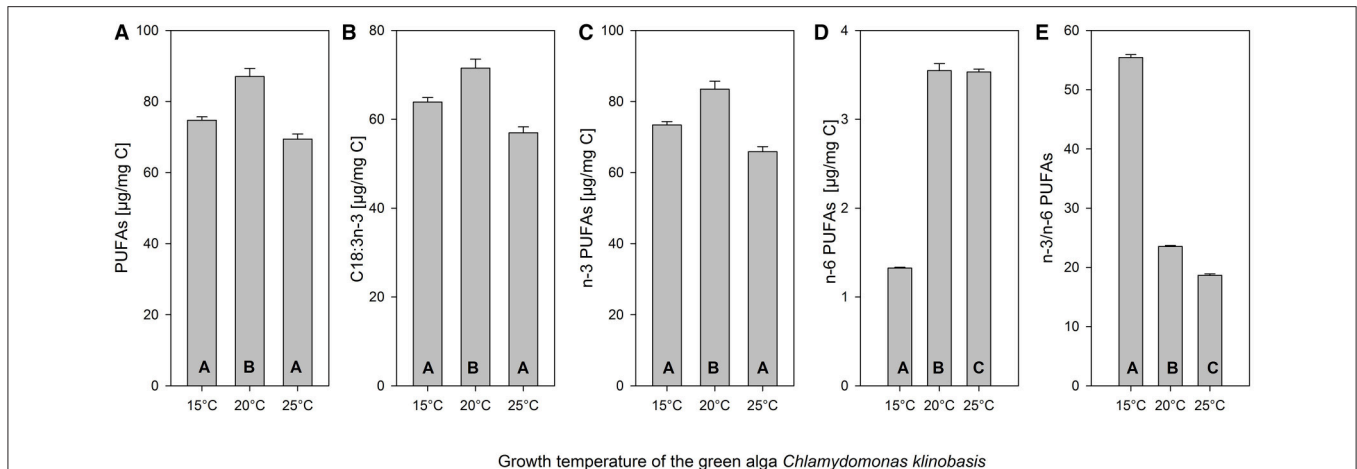 A
PUFAs [µg/mg C]
100
80
60
40
20
0
A
B
A
15°C
20°C
25°C
B
C18:3n-3 [µg/mg C]
80
60
40
20
0
A
B
A
15°C
20°C
25°C
C
n-3 PUFAs [µg/mg C]
100
80
60
40
20
0
A
B
A
15°C
20°C
25°C
D
n-6 PUFAs [µg/mg C]
4
3
2
1
0
A
B
C
15°C
20°C
25°C
E
n-3/n-6 PUFAs
60
50
40
30
20
10
0
A
B
C
15°C
20°C
25°C
Growth temperature of the green alga Chlamydomonas klinobasis